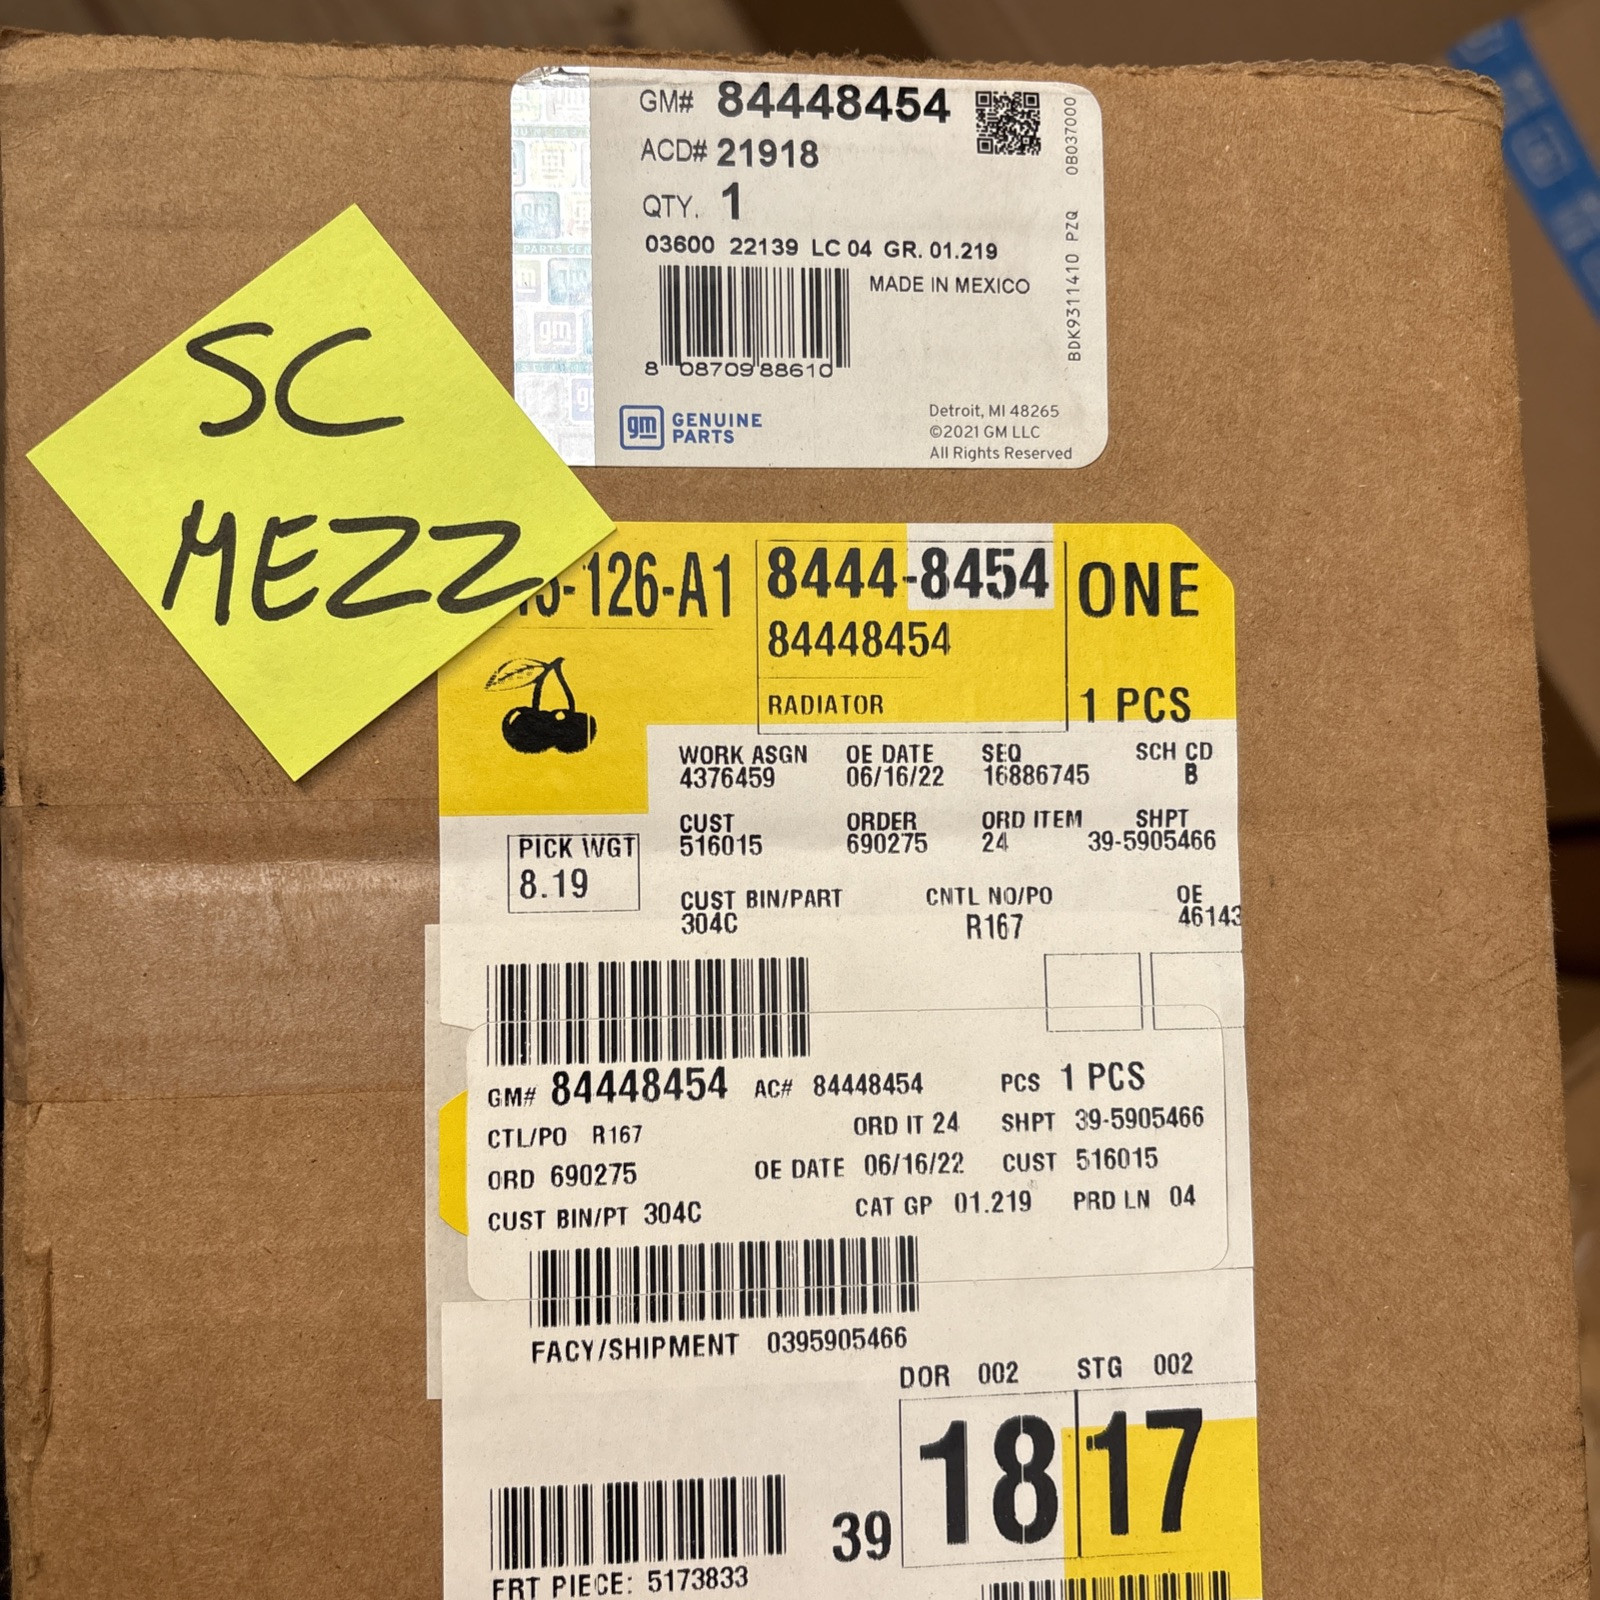 GM# 84448454
ACD# 21918
QTY. 1
03600 22139 LC 04 GR. 01.219
MADE IN MEXICO
8 08709 88610
gm GENUINE
PARTS
Detroit, MI 48265
©2021 GM LLC
All Rights Reserved
BDK9311410 PZQ 0B037000
SC
MEZZ
-126-A1
8444-8454
ONE
84448454
RADIATOR
1 PCS
WORK ASGN OE DATE SEQ SCH CD
4376459 06/16/22 16886745 B
CUST ORDER ORD ITEM SHPT
516015 690275 24 39-5905466
PICK WGT
8.19
CUST BIN/PART CNTL NO/PO OE
304C R167 46143
GM# 84448454 AC# 84448454 PCS 1 PCS
CTL/PO R167 ORD IT 24 SHPT 39-5905466
ORD 690275 OE DATE 06/16/22 CUST 516015
CUST BIN/PT 304C CAT GP 01.219 PRD LN 04
FACY/SHIPMENT 0395905466
DOR 002 STG 002
39 18 17
FRT PIECE: 5173833